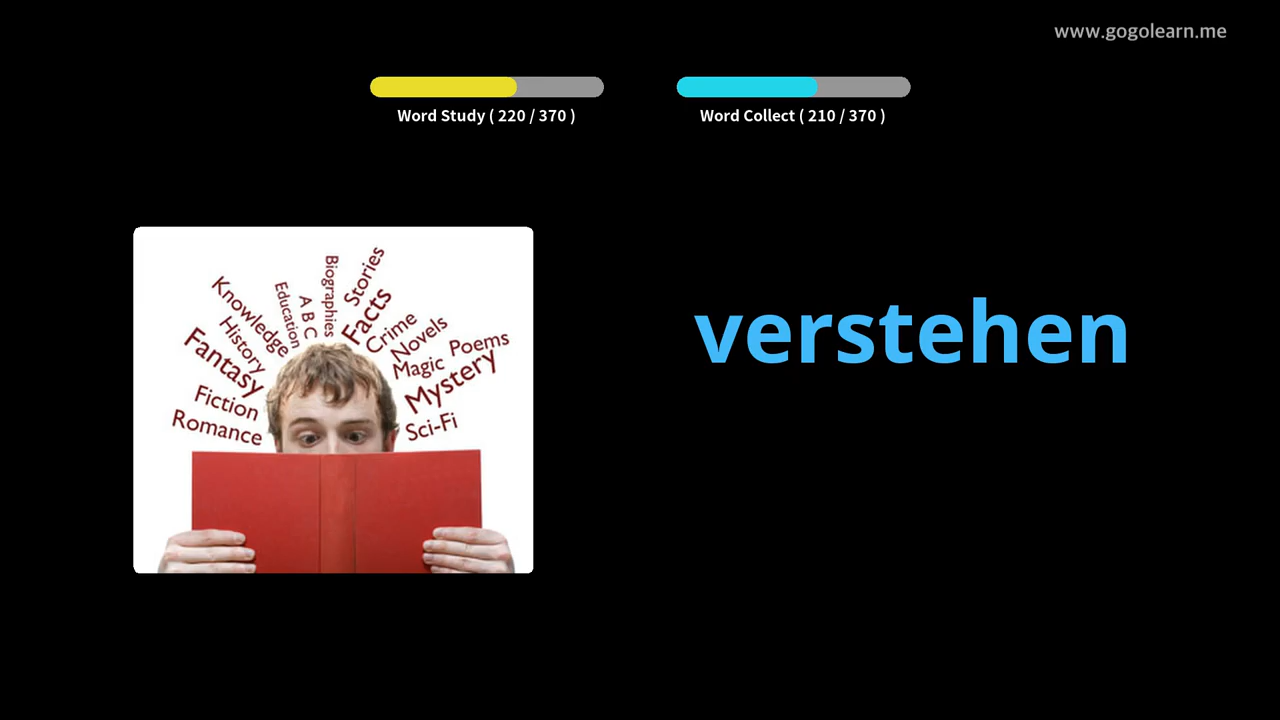 www.gogolearn.me
Word Study ( 220 / 370 )
Word Collect ( 210 / 370 )
verstehen
Stories
Biographies
Facts
A B C
Education
Knowledge
Crime
Novels
History
Poems
Magic
Fantasy
Mystery
Fiction
Sci-Fi
Romance